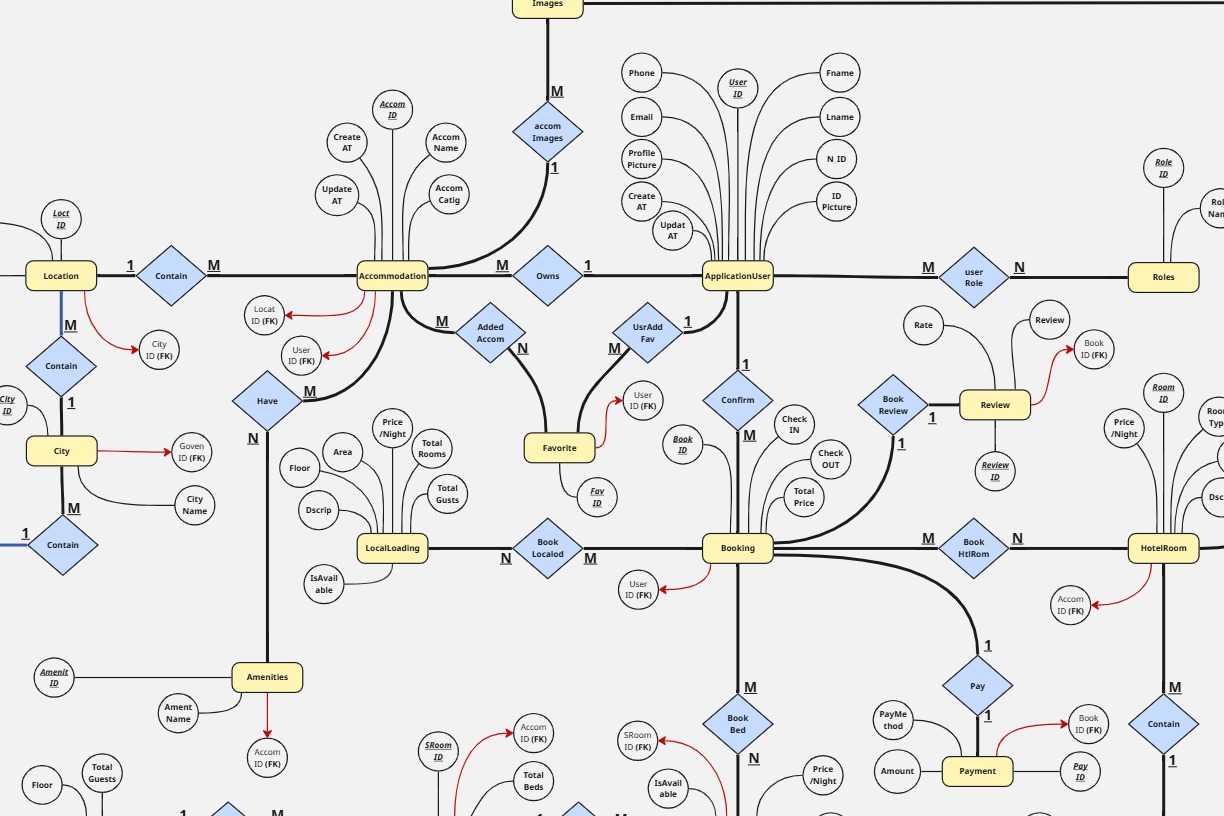 Images
M
accom
Images
1
Phone
User
ID
Fname
Email
Lname
Profile
Picture
N ID
Create
AT
ID
Picture
Updat
AT
Accom
ID
Create
AT
Accom
Name
Update
AT
Accom
Catig
Role
ID
Loct
ID
Location
1
Contain
M
Accommodation
M
Owns
1
ApplicationUser
M
user
Role
N
Roles
Locat
ID (FK)
User
ID (FK)
M
Added
Accom
N
UsrAdd
Fav
1
M
Rate
Review
Book
ID (FK)
M
Contain
1
City
ID (FK)
City
ID
City
Goven
ID (FK)
City
Name
M
Contain
1
Have
M
N
Favorite
User
ID (FK)
Fav
ID
1
Confirm
M
Book
ID
Check
IN
Check
OUT
Total
Price
Book
Review
1
1
Review
Review
ID
Room
ID
Price
/Night
Floor
Area
Price
/Night
Total
Rooms
Total
Gusts
Dscrip
LocalLoading
IsAvail
able
N
Book
Localod
M
Booking
M
Book
HtlRom
N
HotelRoom
User
ID (FK)
Accom
ID (FK)
Amenit
ID
Amenities
Ament
Name
Accom
ID (FK)
1
Pay
1
M
Book
Bed
N
M
Contain
1
PayMe
thod
Book
ID (FK)
Amount
Payment
Pay
ID
Floor
Total
Guests
1
M
SRoom
ID
Accom
ID (FK)
Total
Beds
SRoom
ID (FK)
IsAvail
able
Price
/Night